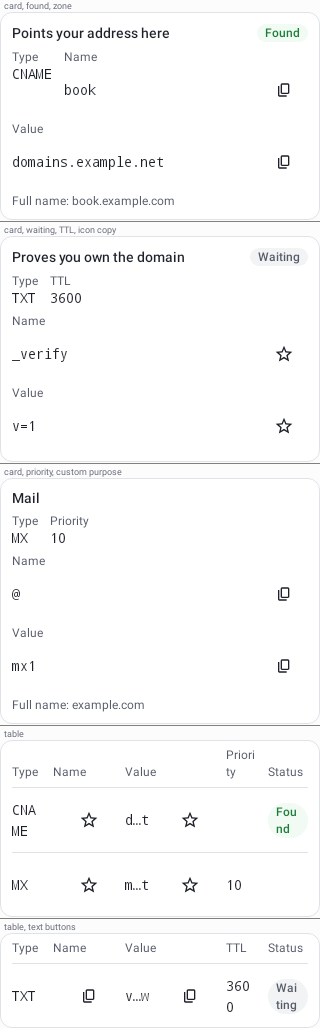 card, found, zone
Points your address here Found
Type Name
CNAME
book
Value
domains.example.net
Full name: book.example.com
card, waiting, TTL, icon copy
Proves you own the domain Waiting
Type TTL
TXT 3600
Name
_verify
Value
v=1
card, priority, custom purpose
Mail
Type Priority
MX 10
Name
@
Value
mx1
Full name: example.com
table
Type Name Value Priori
ty Status
CNA
ME d…t Fou
nd
MX m…t 10
table, text buttons
Type Name Value TTL Status
TXT v…w 360
0 Wai
ting